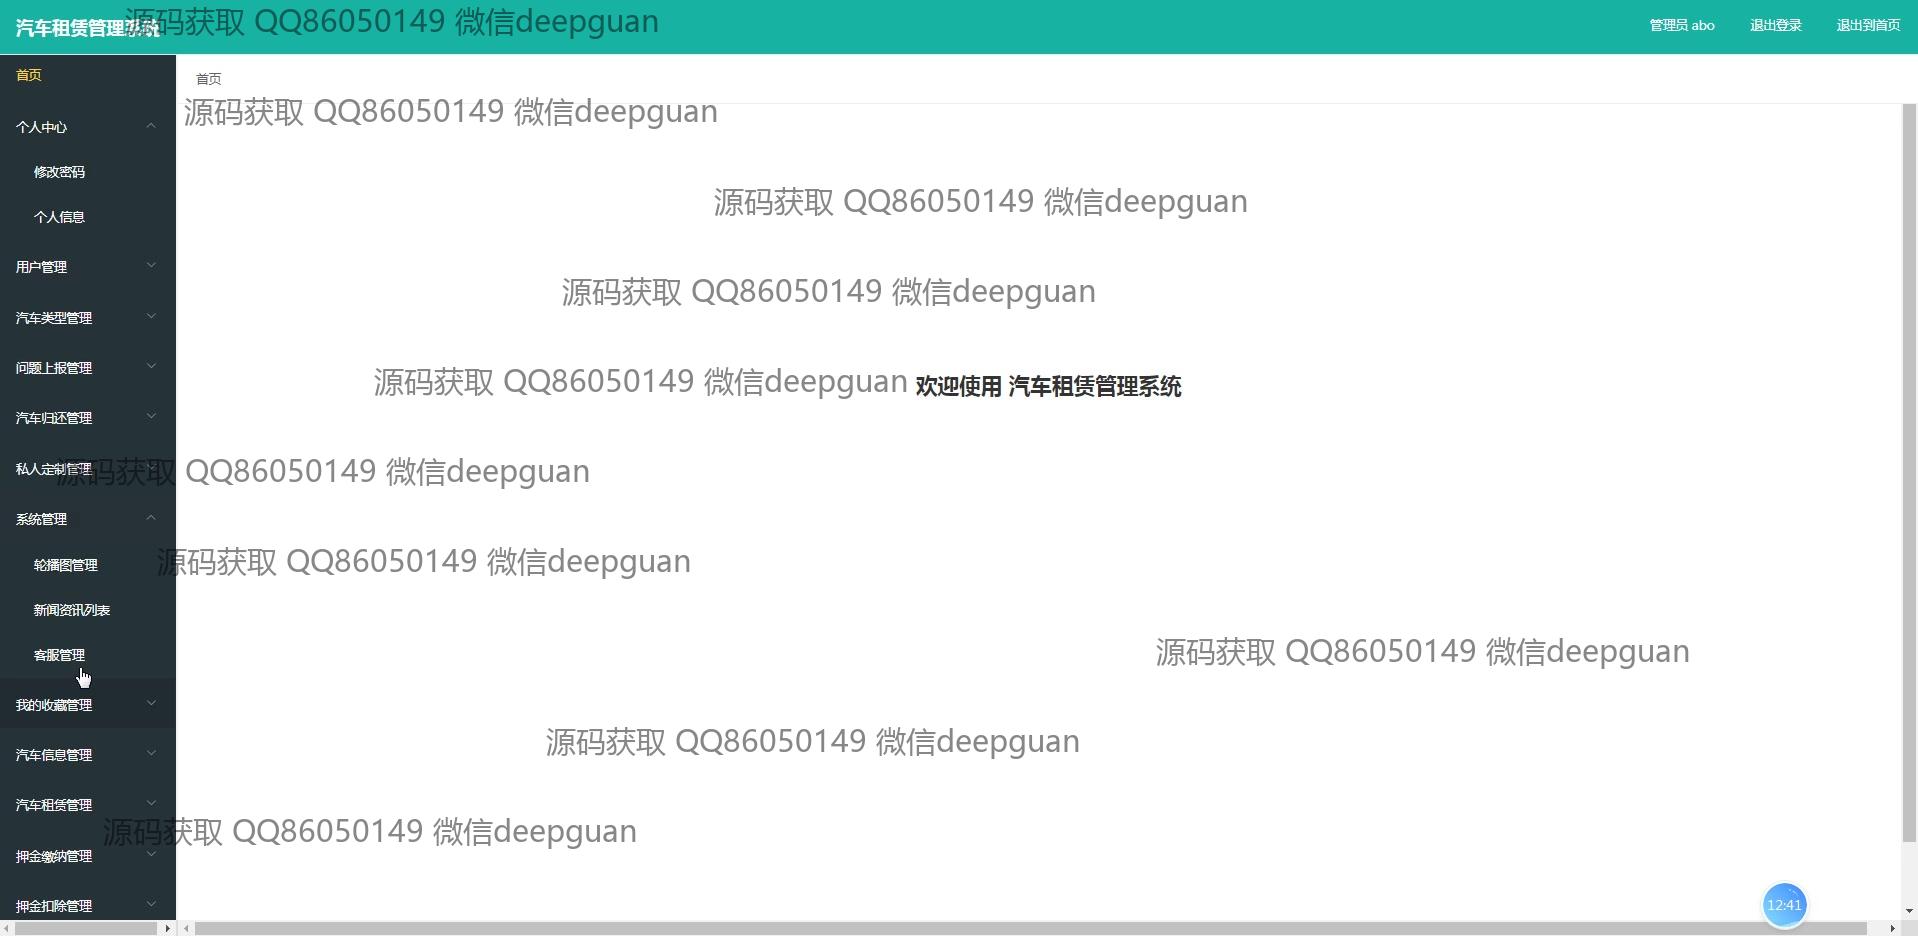 汽车租赁管理系统
源码获取 QQ86050149 微信deepguan
管理员 abo
退出登录
退出到首页
首页
首页
源码获取 QQ86050149 微信deepguan
个人中心
修改密码
源码获取 QQ86050149 微信deepguan
个人信息
用户管理
源码获取 QQ86050149 微信deepguan
汽车类型管理
问题上报管理
源码获取 QQ86050149 微信deepguan
欢迎使用 汽车租赁管理系统
汽车归还管理
私人定制管理
源码获取 QQ86050149 微信deepguan
系统管理
轮播图管理
源码获取 QQ86050149 微信deepguan
新闻资讯列表
客服管理
源码获取 QQ86050149 微信deepguan
我的收藏管理
源码获取 QQ86050149 微信deepguan
汽车信息管理
汽车租赁管理
源码获取 QQ86050149 微信deepguan
押金缴纳管理
押金扣除管理
12:41